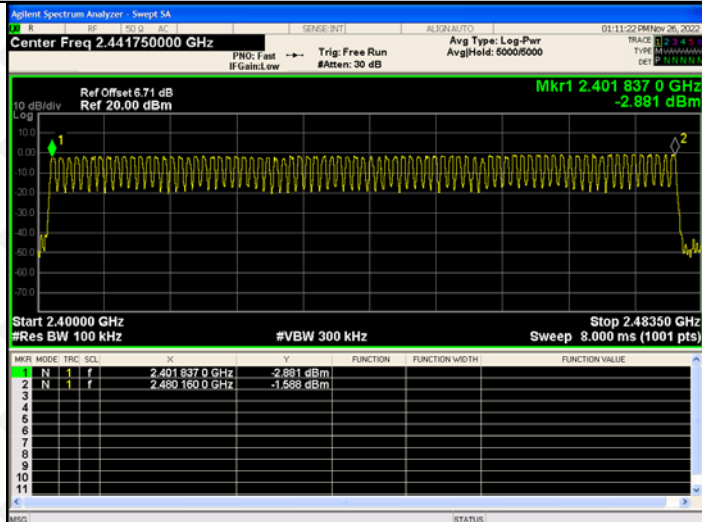 Agilent Spectrum Analyzer - Swept SA
R RF 50 Ω AC SENSE:INT ALIGNAUTO 01:11:22 PM Nov 26, 2022
Center Freq 2.441750000 GHz Avg Type: Log-Pwr TRACE 1 2 3 4 5 6
PNO: Fast Trig: Free Run Avg|Hold: 5000/5000 TYPE M
IFGain:Low #Atten: 30 dB DET P N N N N N
Mkr1 2.401 837 0 GHz
Ref Offset 6.71 dB
10 dB/div Ref 20.00 dBm -2.881 dBm
Log
1 2
10.0
0.00
-10.0
-20.0
-30.0
-40.0
-50.0
-60.0
-70.0
Start 2.40000 GHz Stop 2.48350 GHz
#Res BW 100 kHz #VBW 300 kHz Sweep 8.000 ms (1001 pts)
MKR MODE TRC SCL X Y FUNCTION FUNCTION WIDTH FUNCTION VALUE
1 N 1 f 2.401 837 0 GHz -2.881 dBm
2 N 1 f 2.480 160 0 GHz -1.588 dBm
3
4
5
6
7
8
9
10
11
MSG STATUS